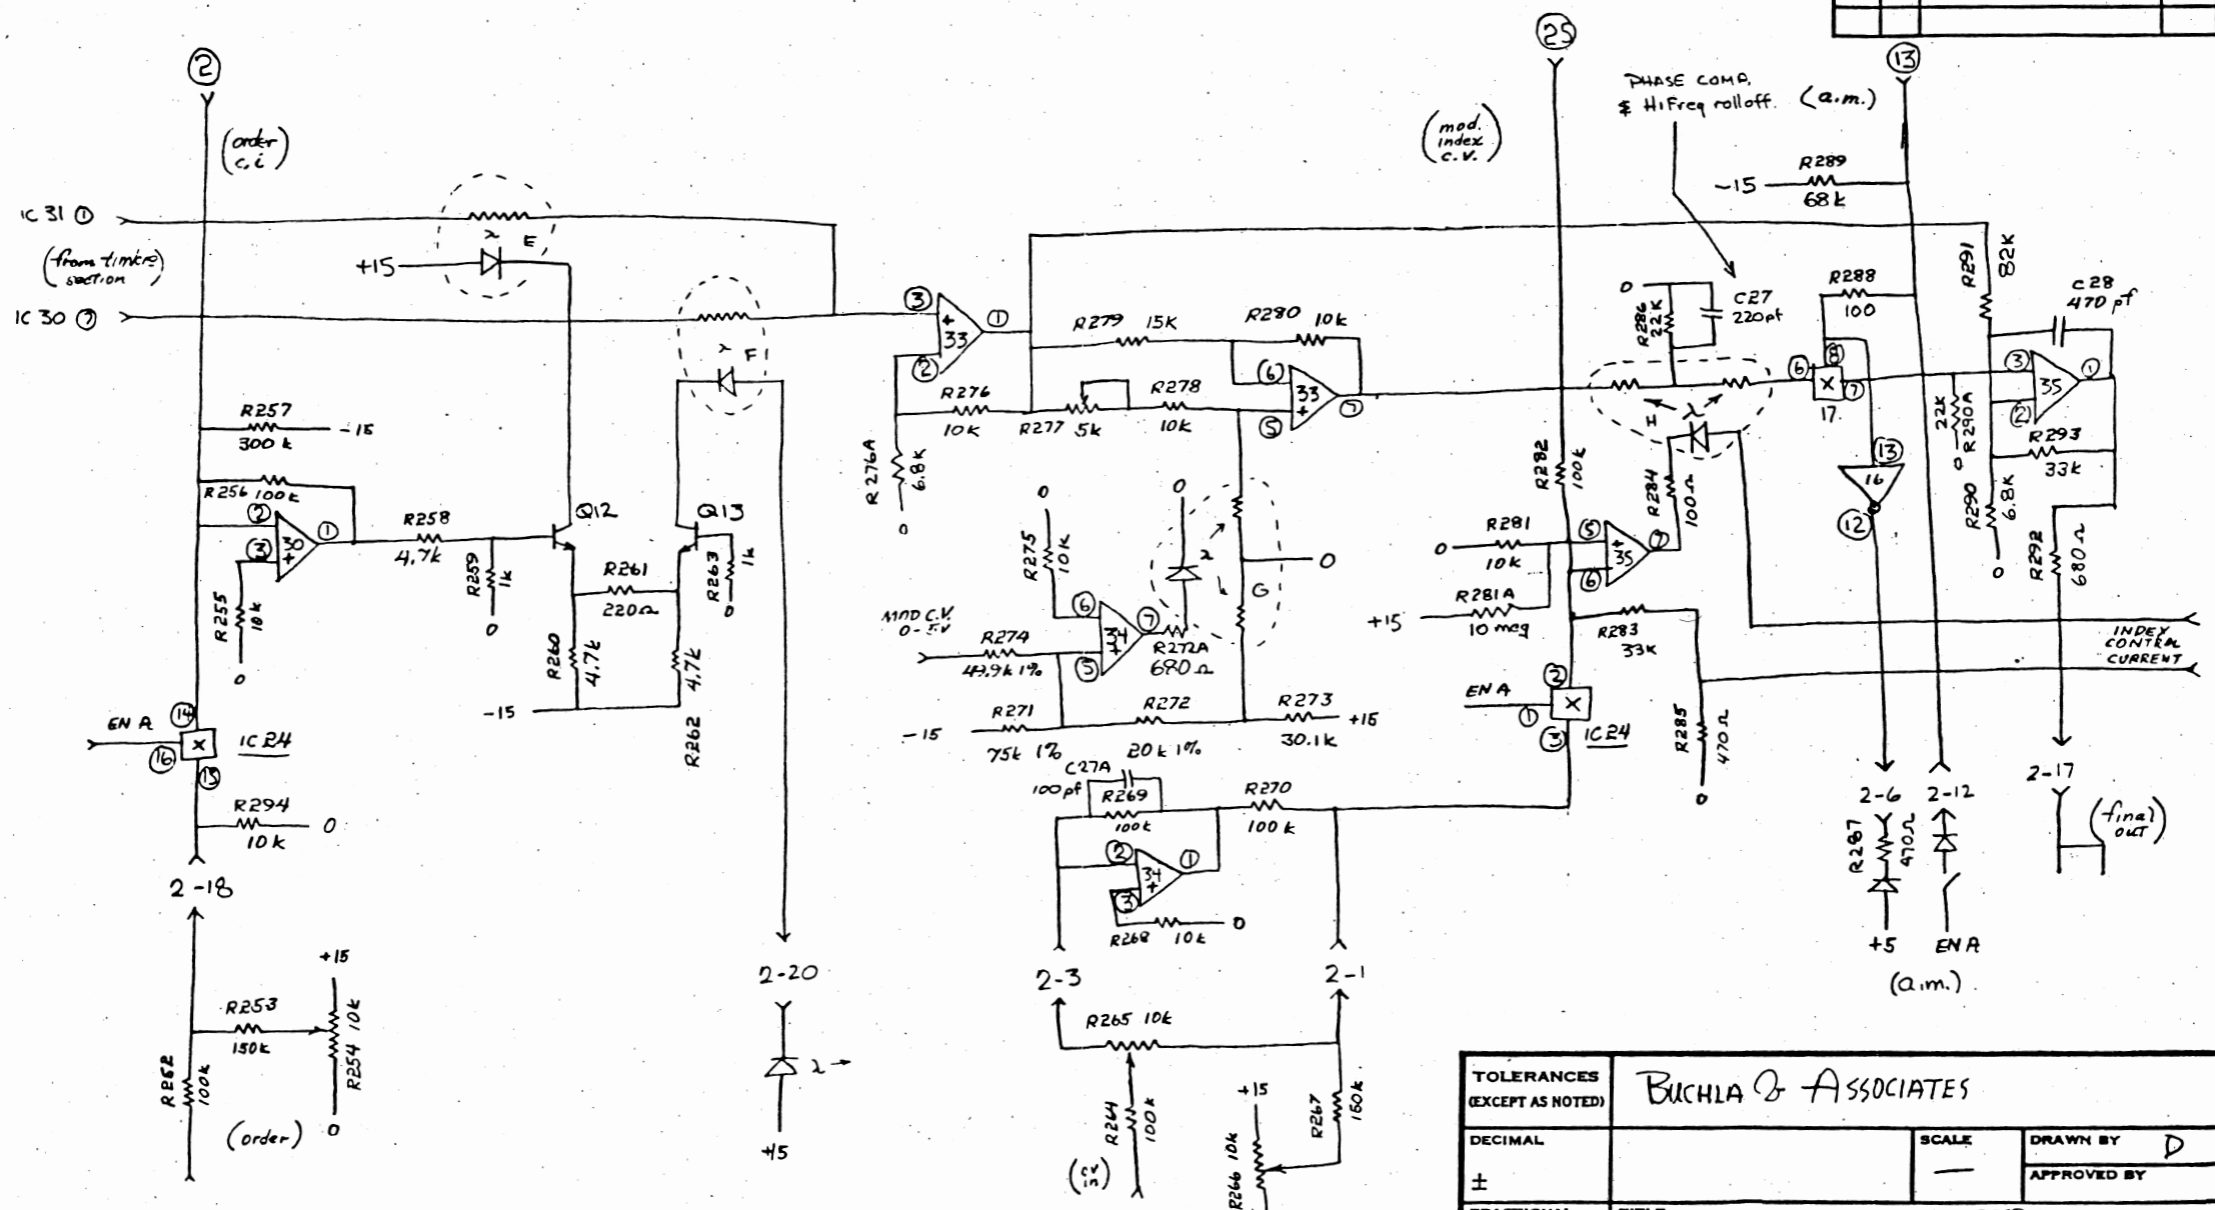 2
25
13
(order
c,i)
PHASE COMP,
& HiFreq rolloff. (a.m.)
(mod.
index
c.v.)
R289
-15
68k
IC 31 1
(from timbre
section)
IC 30 7
λ E
+15
λ F
3
+
33
1
2
R279 15K
R280 10k
6
33
+
5
7
R276
10k
R277 5k
R278
10k
R276A
6.8K
0
0
R286
22K
C27
220pf
R288
100
R291
82K
C28
470 pf
6
8
X
7
17
3
35
1
2
H λ
22K
R290A
0
R293
33k
R290
6.8K
0
13
16
12
R292
680Ω
R257
300k
-15
R256 100k
2
3
30
+
1
R255
10k
0
R258
4.7k
R259
1k
0
Q12
Q13
R261
220Ω
R263
1k
0
R260
4.7k
4.7k
R262
-15
0
R275
10k
0
λ
G
0
MOD C.V.
0-5V
R274
49.9k 1%
6
34
+
5
7
R272A
680Ω
R271
-15
75k 1%
R272
20k 1%
R273
+15
30.1k
R282
100k
R284
100Ω
R281
0
10k
R281A
+15
10 meg
5
+
35
6
7
R283
33k
INDEX
CONTROL
CURRENT
R285
470Ω
0
EN A
1
2
X
3
IC24
EN A
14
X
16
15
IC24
R294
0
10k
2-18
C27A
100pf
R269
100k
R270
100k
2
34
+
3
1
R268 10k
0
2-3
2-1
2-20
2-6
2-12
2-17
(final
out)
R287
470Ω
+5
EN A
(a.m.)
+15
R253
150k
R254 10k
0
R252
100k
(order)
λ→
+15
R265 10k
R264
100k
(cv
in)
+15
R266 10k
R267
150k
TOLERANCES
(EXCEPT AS NOTED)
BUCHLA & ASSOCIATES
DECIMAL
±
SCALE
—
DRAWN BY D
APPROVED BY